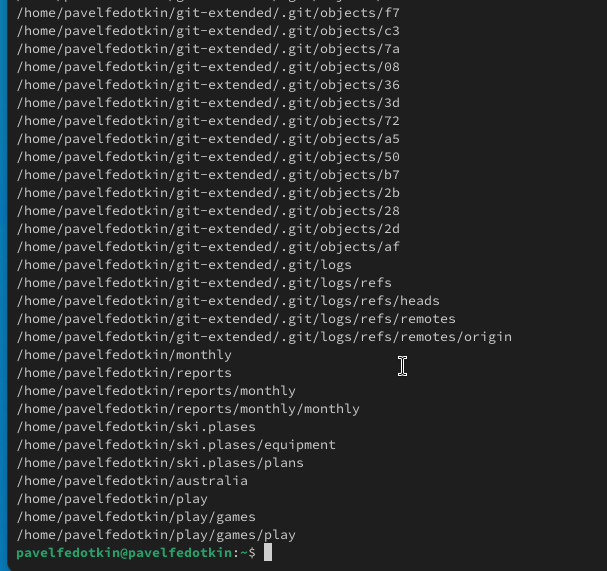 /home/pavelfedotkin/git-extended/.git/objects/f7
/home/pavelfedotkin/git-extended/.git/objects/c3
/home/pavelfedotkin/git-extended/.git/objects/7a
/home/pavelfedotkin/git-extended/.git/objects/08
/home/pavelfedotkin/git-extended/.git/objects/36
/home/pavelfedotkin/git-extended/.git/objects/3d
/home/pavelfedotkin/git-extended/.git/objects/72
/home/pavelfedotkin/git-extended/.git/objects/a5
/home/pavelfedotkin/git-extended/.git/objects/50
/home/pavelfedotkin/git-extended/.git/objects/b7
/home/pavelfedotkin/git-extended/.git/objects/2b
/home/pavelfedotkin/git-extended/.git/objects/28
/home/pavelfedotkin/git-extended/.git/objects/2d
/home/pavelfedotkin/git-extended/.git/objects/af
/home/pavelfedotkin/git-extended/.git/logs
/home/pavelfedotkin/git-extended/.git/logs/refs
/home/pavelfedotkin/git-extended/.git/logs/refs/heads
/home/pavelfedotkin/git-extended/.git/logs/refs/remotes
/home/pavelfedotkin/git-extended/.git/logs/refs/remotes/origin
/home/pavelfedotkin/monthly
/home/pavelfedotkin/reports
/home/pavelfedotkin/reports/monthly
/home/pavelfedotkin/reports/monthly/monthly
/home/pavelfedotkin/ski.plases
/home/pavelfedotkin/ski.plases/equipment
/home/pavelfedotkin/ski.plases/plans
/home/pavelfedotkin/australia
/home/pavelfedotkin/play
/home/pavelfedotkin/play/games
/home/pavelfedotkin/play/games/play
pavelfedotkin@pavelfedotkin:~$